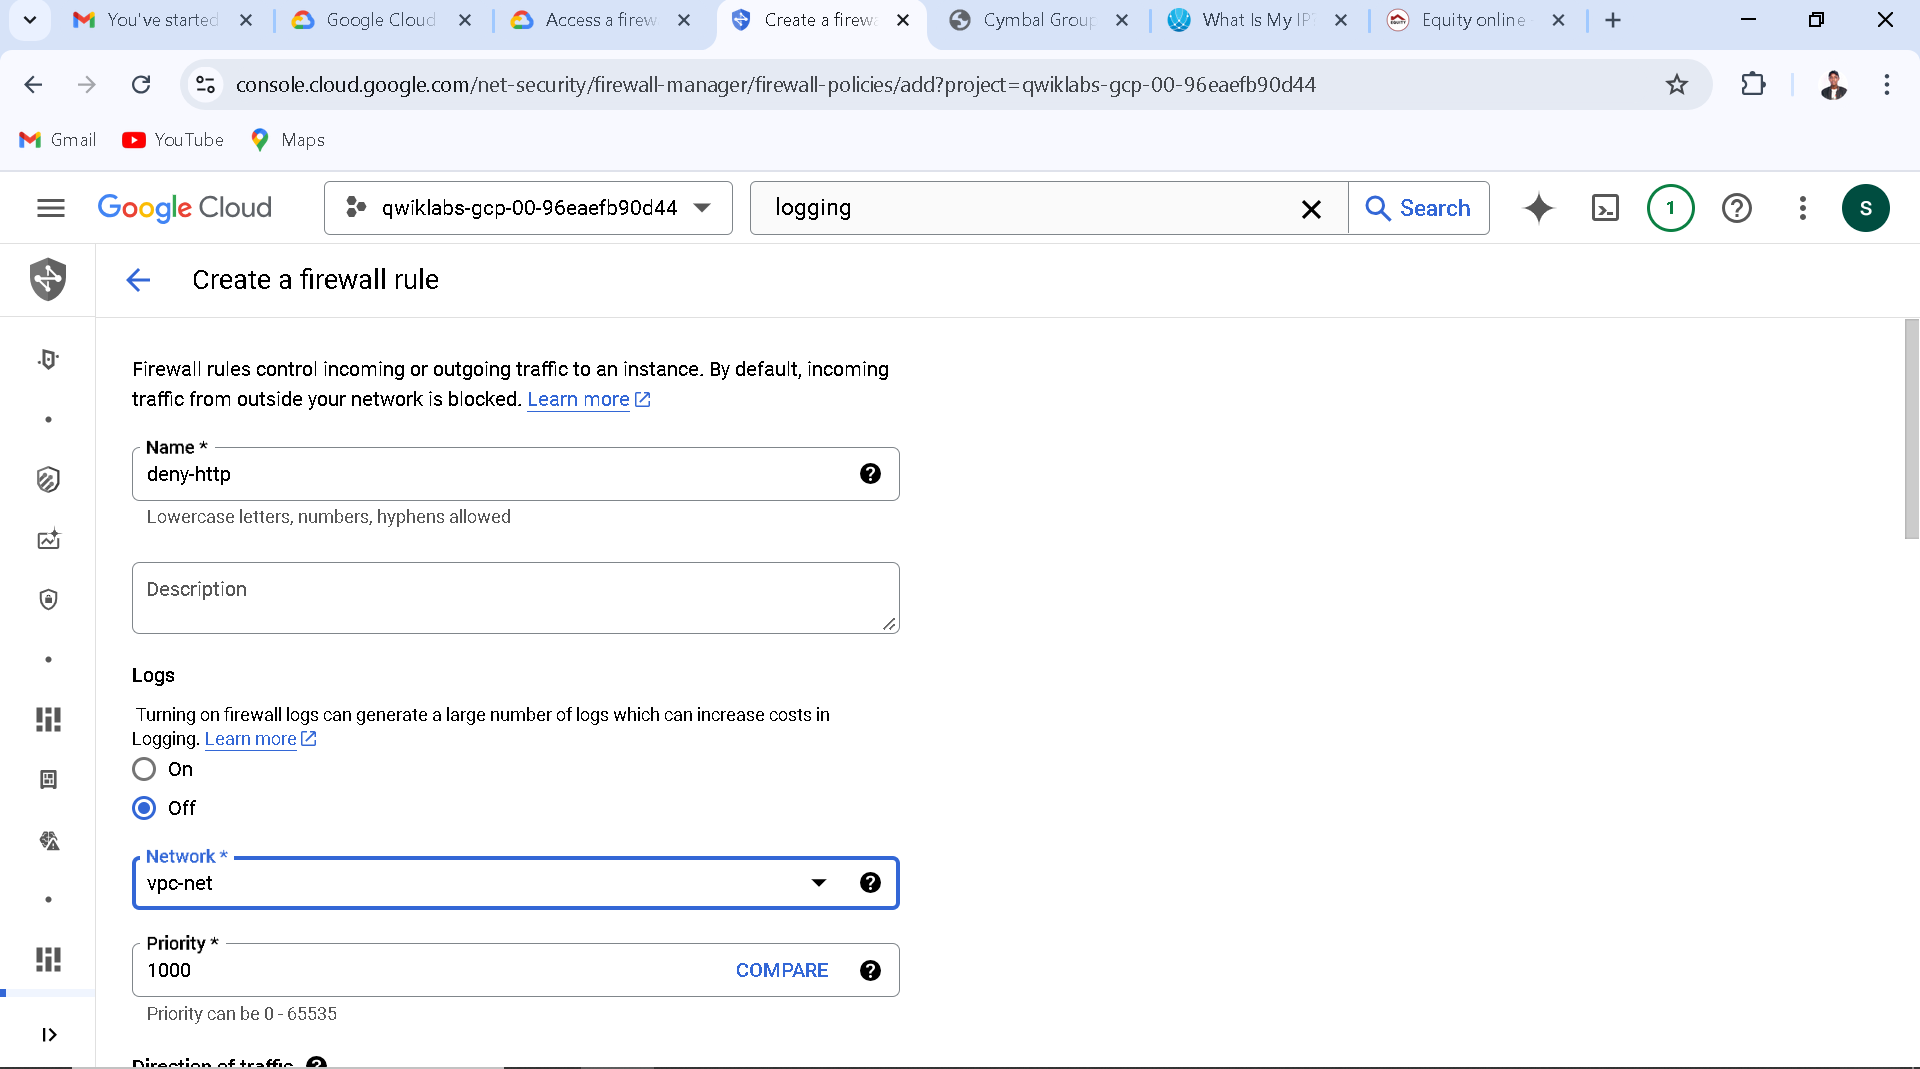 You've started
Google Cloud
Access a firew
Create a firewa
Cymbal Group
What Is My IP
Equity online
console.cloud.google.com/net-security/firewall-manager/firewall-policies/add?project=qwiklabs-gcp-00-96eaefb90d44
Gmail
YouTube
Maps
Google Cloud
qwiklabs-gcp-00-96eaefb90d44
logging
Search
1
S
Create a firewall rule
Firewall rules control incoming or outgoing traffic to an instance. By default, incoming
traffic from outside your network is blocked. Learn more
Name *
deny-http
Lowercase letters, numbers, hyphens allowed
Description
Logs
Turning on firewall logs can generate a large number of logs which can increase costs in
Logging. Learn more
On
Off
Network *
vpc-net
Priority *
1000
COMPARE
Priority can be 0 - 65535
Direction of traffic